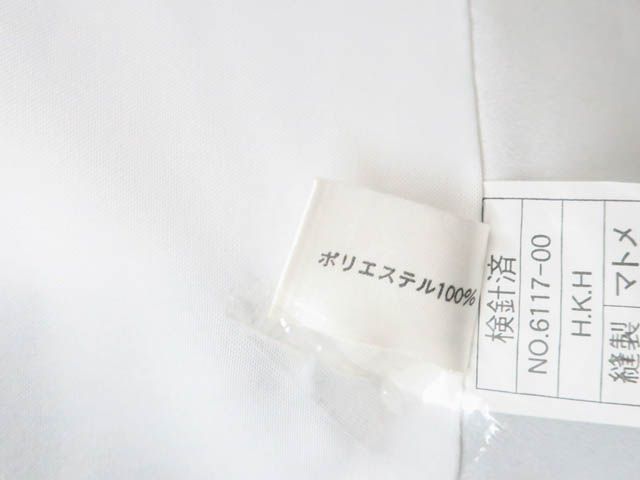 ポリエステル100%
検針済
NO.6117-00
H.K.H
縫製 マトメ